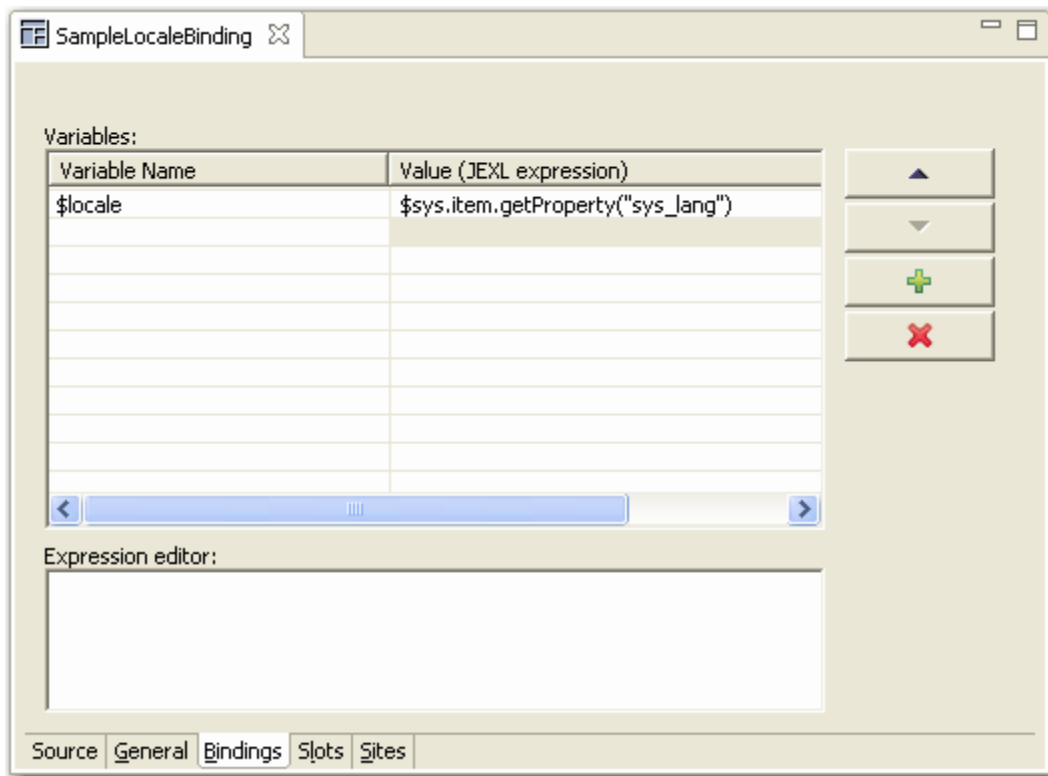 SampleLocaleBinding
Variables:
Variable Name Value (JEXL expression)
$locale $sys.item.getProperty("sys_lang")
Expression editor:
Source General Bindings Slots Sites